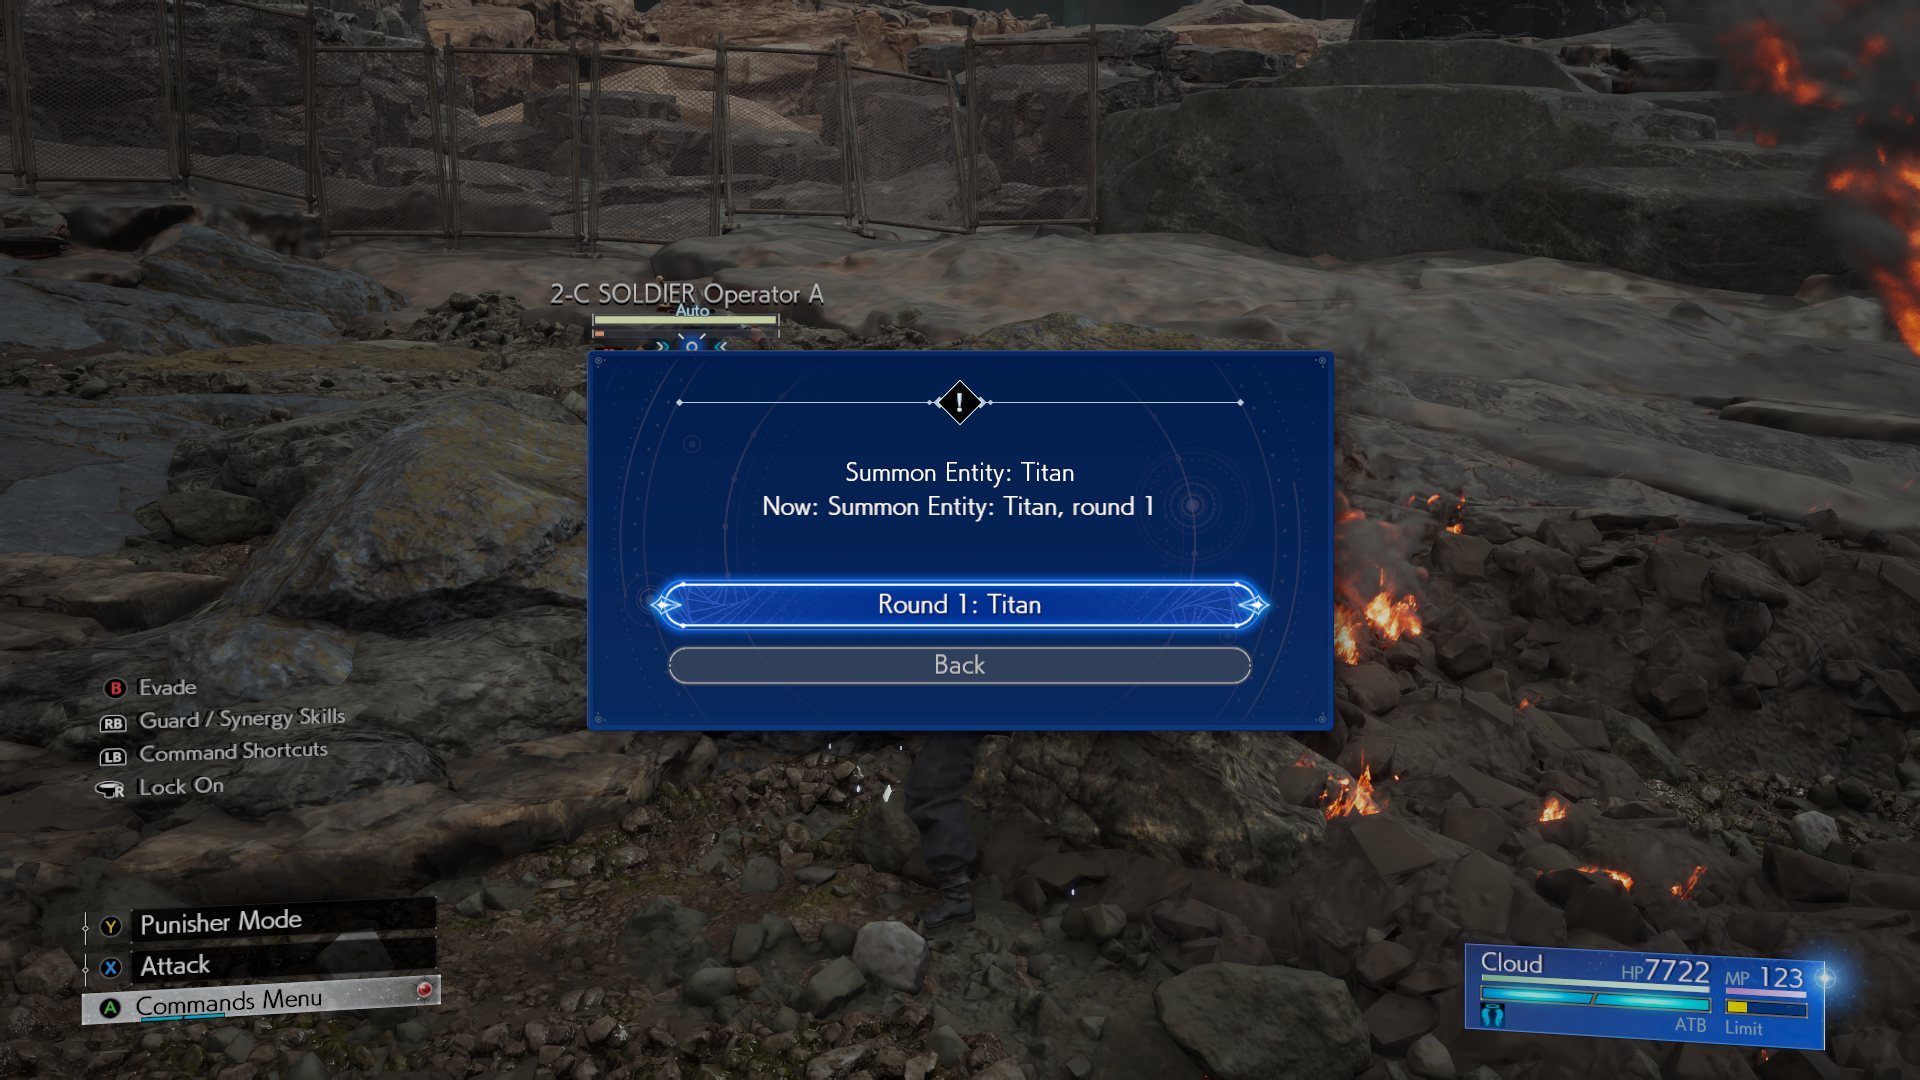 2-C SOLDIER Operator A
Auto
!
Summon Entity: Titan
Now: Summon Entity: Titan, round 1
Round 1: Titan
Back
B Evade
RB Guard / Synergy Skills
LB Command Shortcuts
R Lock On
Y Punisher Mode
X Attack
A Commands Menu
Cloud HP 7722 MP 123
ATB Limit